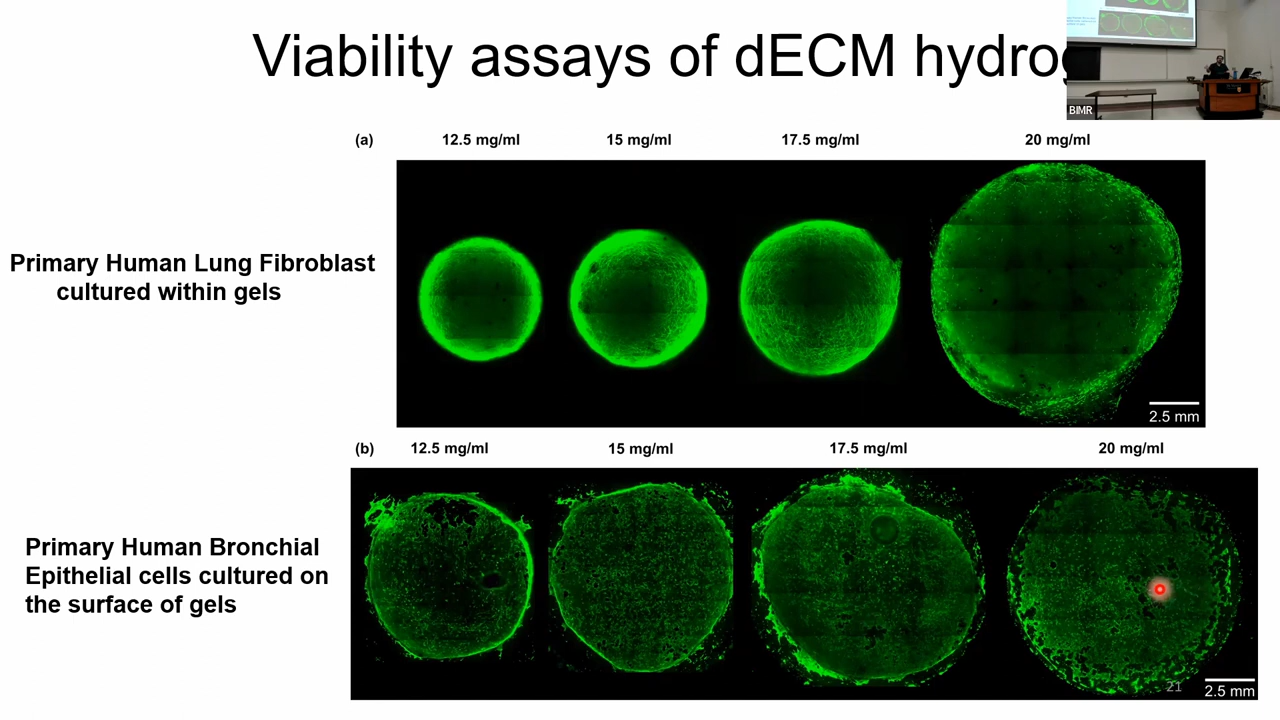 Viability assays of dECM hydrog
BIMR
(a) 12.5 mg/ml 15 mg/ml 17.5 mg/ml 20 mg/ml
Primary Human Lung Fibroblast
cultured within gels
2.5 mm
(b) 12.5 mg/ml 15 mg/ml 17.5 mg/ml 20 mg/ml
Primary Human Bronchial
Epithelial cells cultured on
the surface of gels
21
2.5 mm